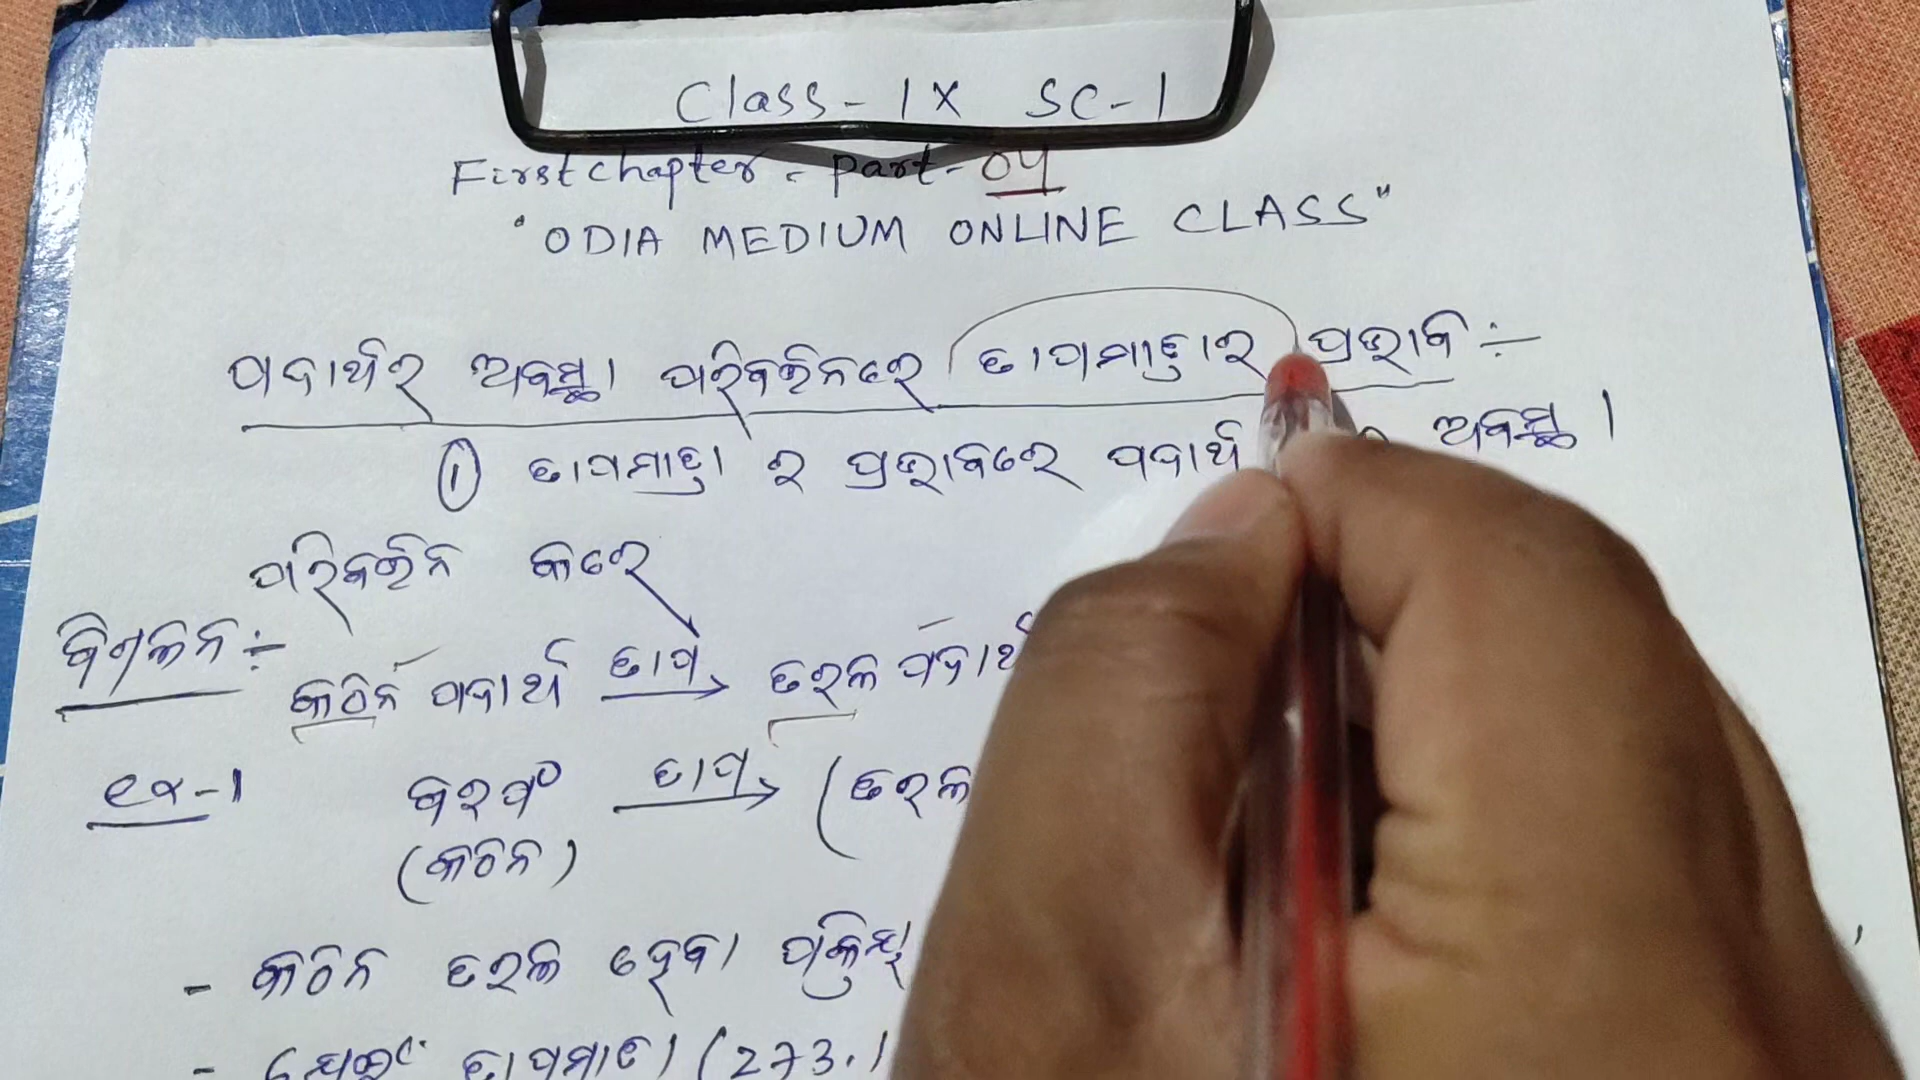 Class - IX SC-1
First chapter - part-04
"ODIA MEDIUM ONLINE CLASS"
ପଦାର୍ଥର ଅବସ୍ଥା ପରିବର୍ତ୍ତନରେ ତାପମାତ୍ରାର ପ୍ରଭାବ :-
① ତାପମାତ୍ରା ର ପ୍ରଭାବରେ ପଦାର୍ଥ ଅବସ୍ଥା
ପରିବର୍ତ୍ତନ କରେ
ବିଗଳନ :-
କଠିନ ପଦାର୍ଥ ତାପ → ତରଳ ପଦାର୍ଥ
ex-1 ବରଫ ତାପ → (ତରଳ
(କଠିନ)
- କଠିନ ତରଳ ହେବା
- ଯେଉଁ ତାପମାତ୍ରା (273.1